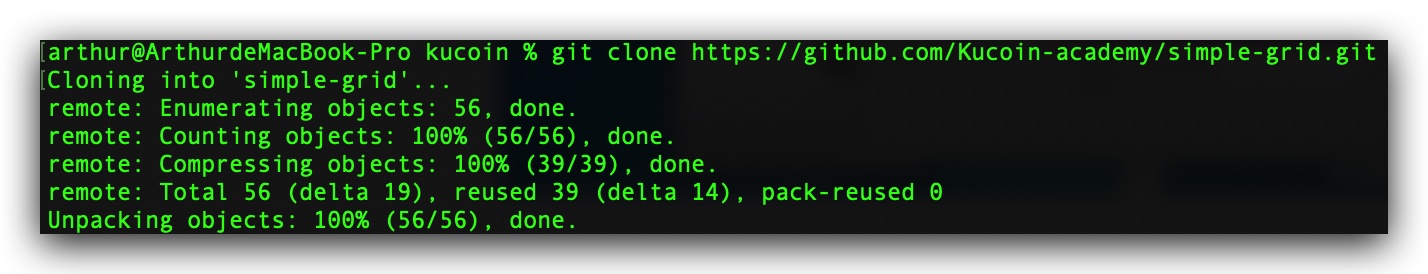 [arthur@ArthurdeMacBook-Pro kucoin % git clone https://github.com/Kucoin-academy/simple-grid.git
[Cloning into 'simple-grid'...
remote: Enumerating objects: 56, done.
remote: Counting objects: 100% (56/56), done.
remote: Compressing objects: 100% (39/39), done.
remote: Total 56 (delta 19), reused 39 (delta 14), pack-reused 0
Unpacking objects: 100% (56/56), done.